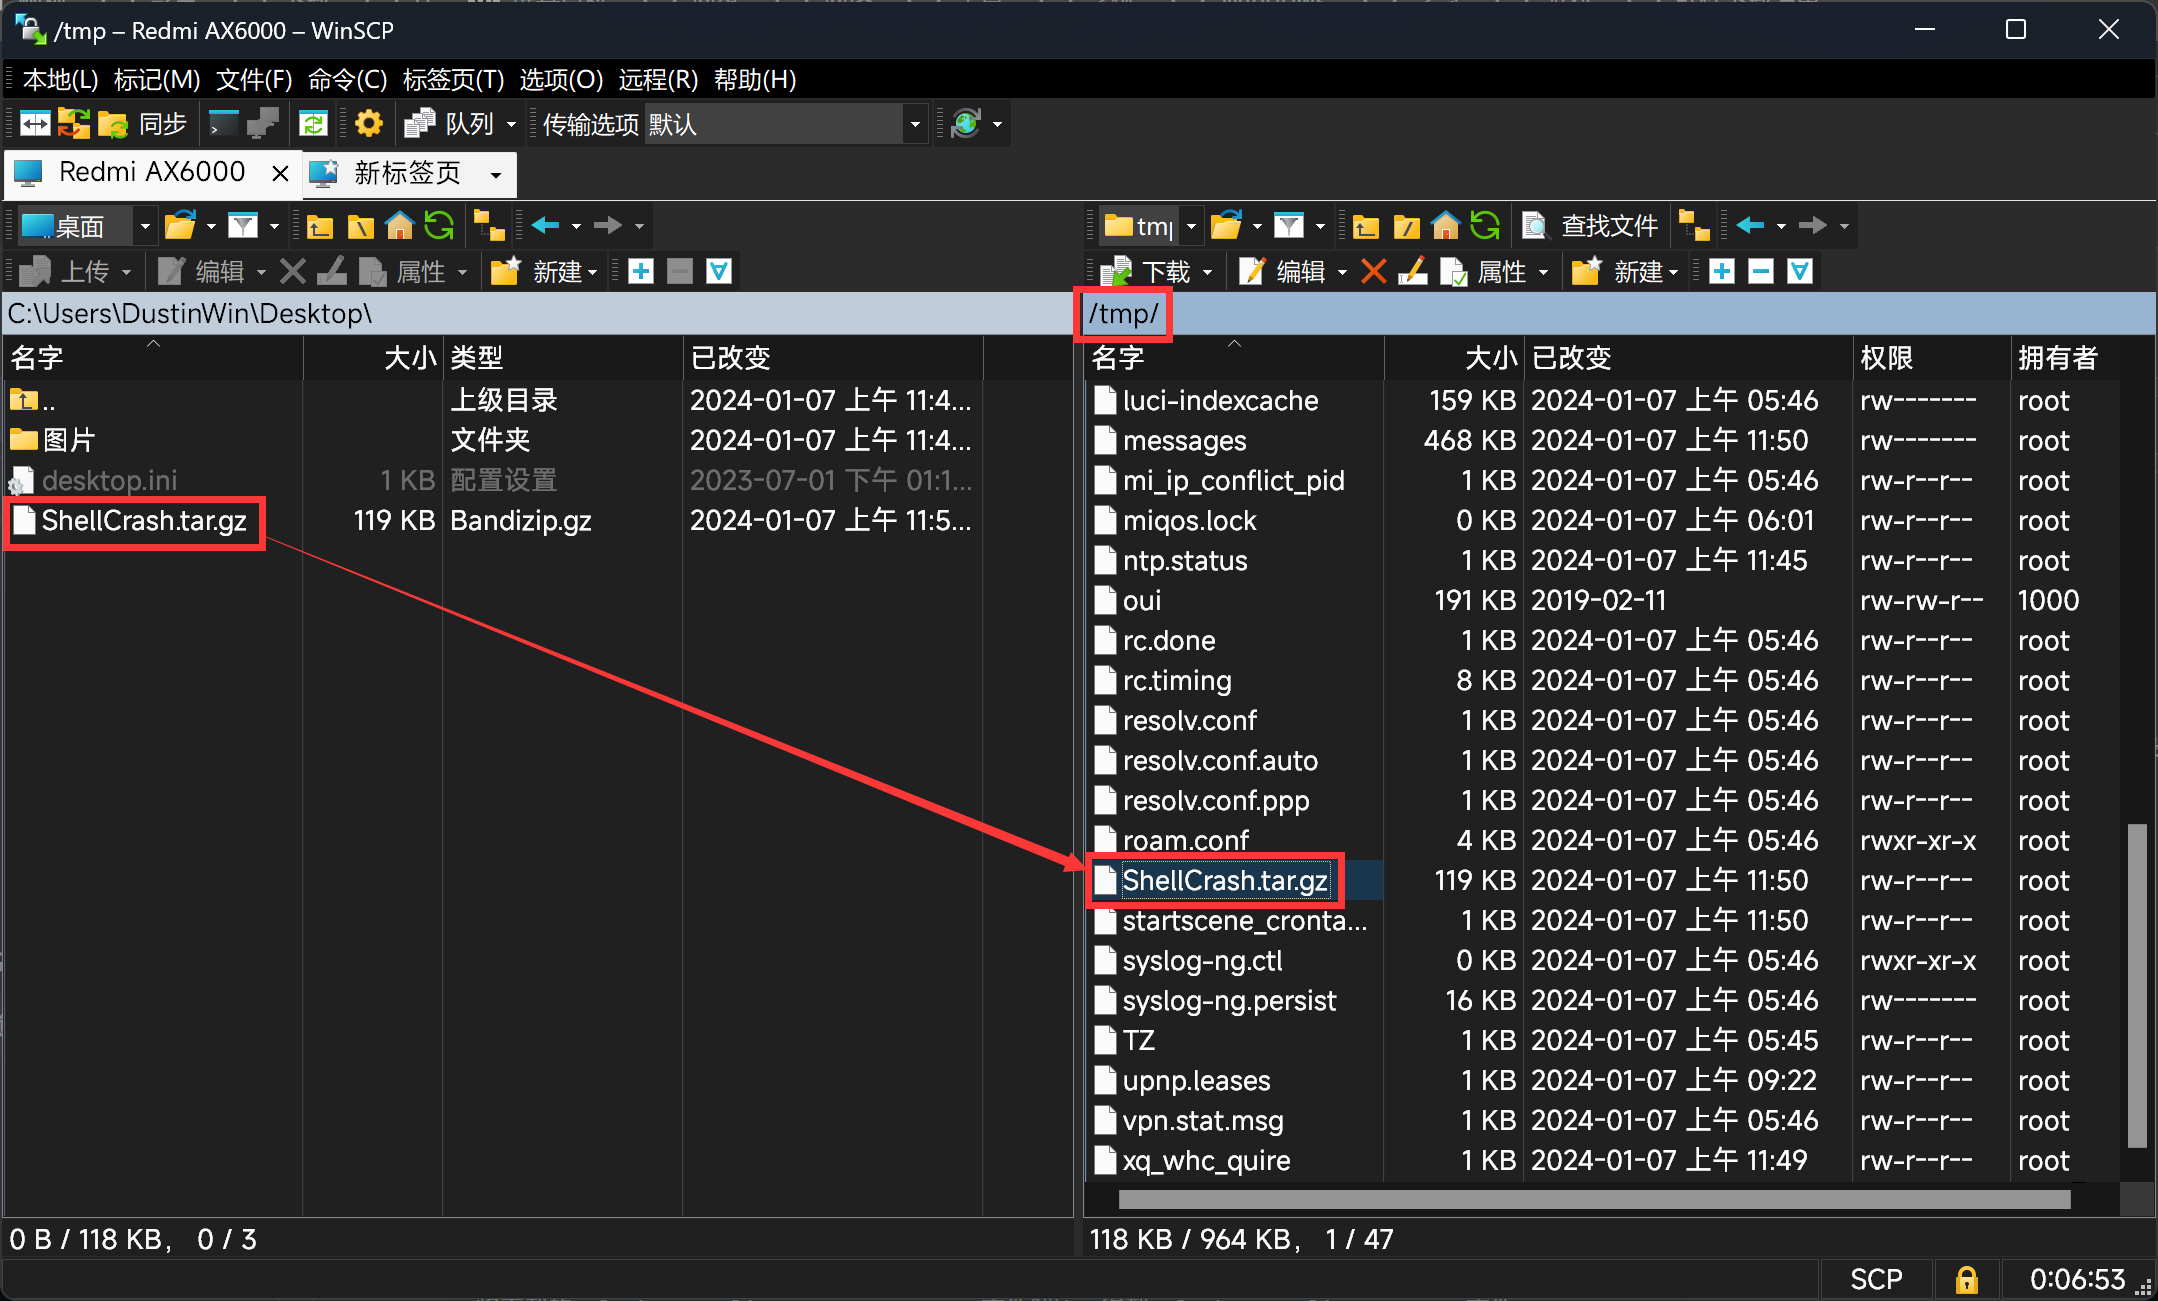 /tmp – Redmi AX6000 – WinSCP
本地(L) 标记(M) 文件(F) 命令(C) 标签页(T) 选项(O) 远程(R) 帮助(H)
同步 队列 传输选项 默认
Redmi AX6000 新标签页
桌面
上传 编辑 属性 新建
C:\Users\DustinWin\Desktop\
名字 大小 类型 已改变
.. 上级目录 2024-01-07 上午 11:4...
图片 文件夹 2024-01-07 上午 11:4...
desktop.ini 1 KB 配置设置 2023-07-01 下午 01:1...
ShellCrash.tar.gz 119 KB Bandizip.gz 2024-01-07 上午 11:5...
0 B / 118 KB， 0 / 3
tmp 查找文件
下载 编辑 属性 新建
/tmp/
名字 大小 已改变 权限 拥有者
luci-indexcache 159 KB 2024-01-07 上午 05:46 rw------- root
messages 468 KB 2024-01-07 上午 11:50 rw------- root
mi_ip_conflict_pid 1 KB 2024-01-07 上午 05:46 rw-r--r-- root
miqos.lock 0 KB 2024-01-07 上午 06:01 rw-r--r-- root
ntp.status 1 KB 2024-01-07 上午 11:45 rw-r--r-- root
oui 191 KB 2019-02-11 rw-rw-r-- 1000
rc.done 1 KB 2024-01-07 上午 05:46 rw-r--r-- root
rc.timing 8 KB 2024-01-07 上午 05:46 rw-r--r-- root
resolv.conf 1 KB 2024-01-07 上午 05:46 rw-r--r-- root
resolv.conf.auto 1 KB 2024-01-07 上午 05:46 rw-r--r-- root
resolv.conf.ppp 1 KB 2024-01-07 上午 05:46 rw-r--r-- root
roam.conf 4 KB 2024-01-07 上午 05:46 rwxr-xr-x root
ShellCrash.tar.gz 119 KB 2024-01-07 上午 11:50 rw-r--r-- root
startscene_cronta... 1 KB 2024-01-07 上午 11:50 rw-r--r-- root
syslog-ng.ctl 0 KB 2024-01-07 上午 05:46 rwxr-xr-x root
syslog-ng.persist 16 KB 2024-01-07 上午 05:46 rw------- root
TZ 1 KB 2024-01-07 上午 05:45 rw-r--r-- root
upnp.leases 1 KB 2024-01-07 上午 09:22 rw-r--r-- root
vpn.stat.msg 1 KB 2024-01-07 上午 05:46 rw-r--r-- root
xq_whc_quire 1 KB 2024-01-07 上午 11:49 rw-r--r-- root
118 KB / 964 KB， 1 / 47
SCP 0:06:53